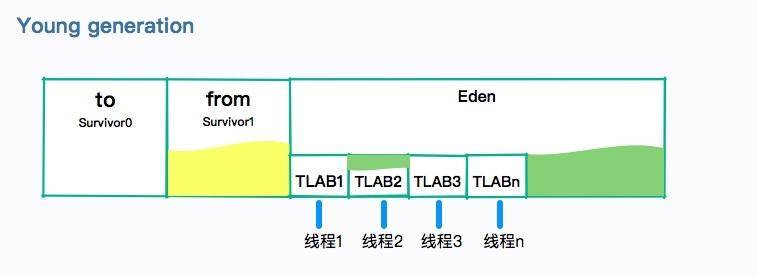 Young generation
to
Survivor0
from
Survivor1
Eden
TLAB1
TLAB2
TLAB3
TLABn
线程1
线程2
线程3
线程n